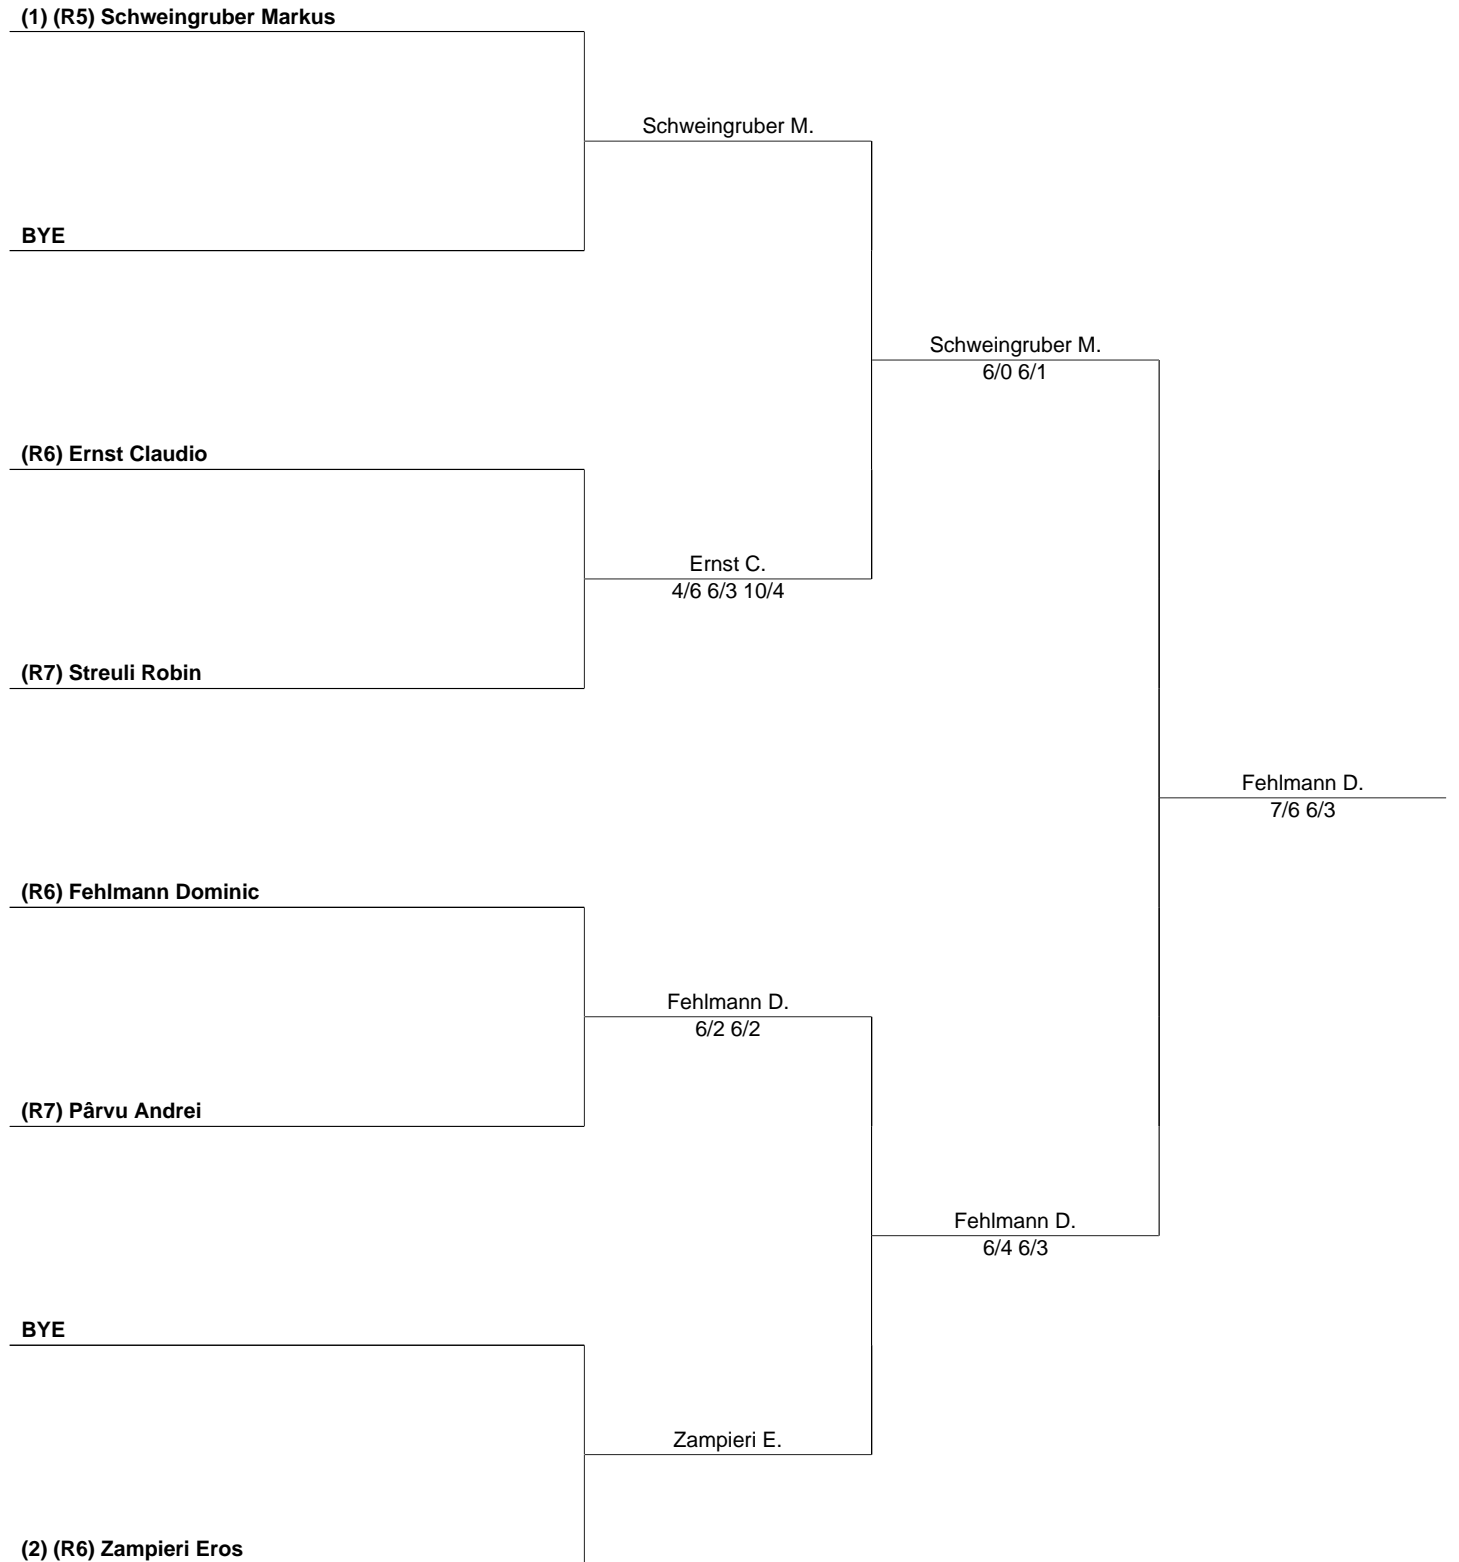 (1) (R5) Schweingruber Markus
Schweingruber M.
BYE
Schweingruber M.
6/0 6/1
(R6) Ernst Claudio
Ernst C.
4/6 6/3 10/4
(R7) Streuli Robin
Fehlmann D.
7/6 6/3
(R6) Fehlmann Dominic
Fehlmann D.
6/2 6/2
(R7) Pârvu Andrei
Fehlmann D.
6/4 6/3
BYE
Zampieri E.
(2) (R6) Zampieri Eros